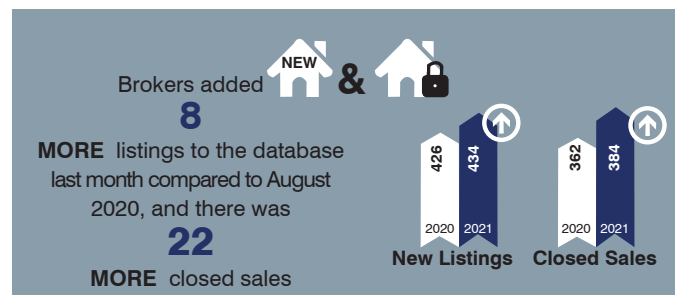 NEW
Brokers added &
8
MORE listings to the database
last month compared to August
2020, and there was
22
MORE closed sales
426
434
2020
2021
New Listings
362
384
2020
2021
Closed Sales